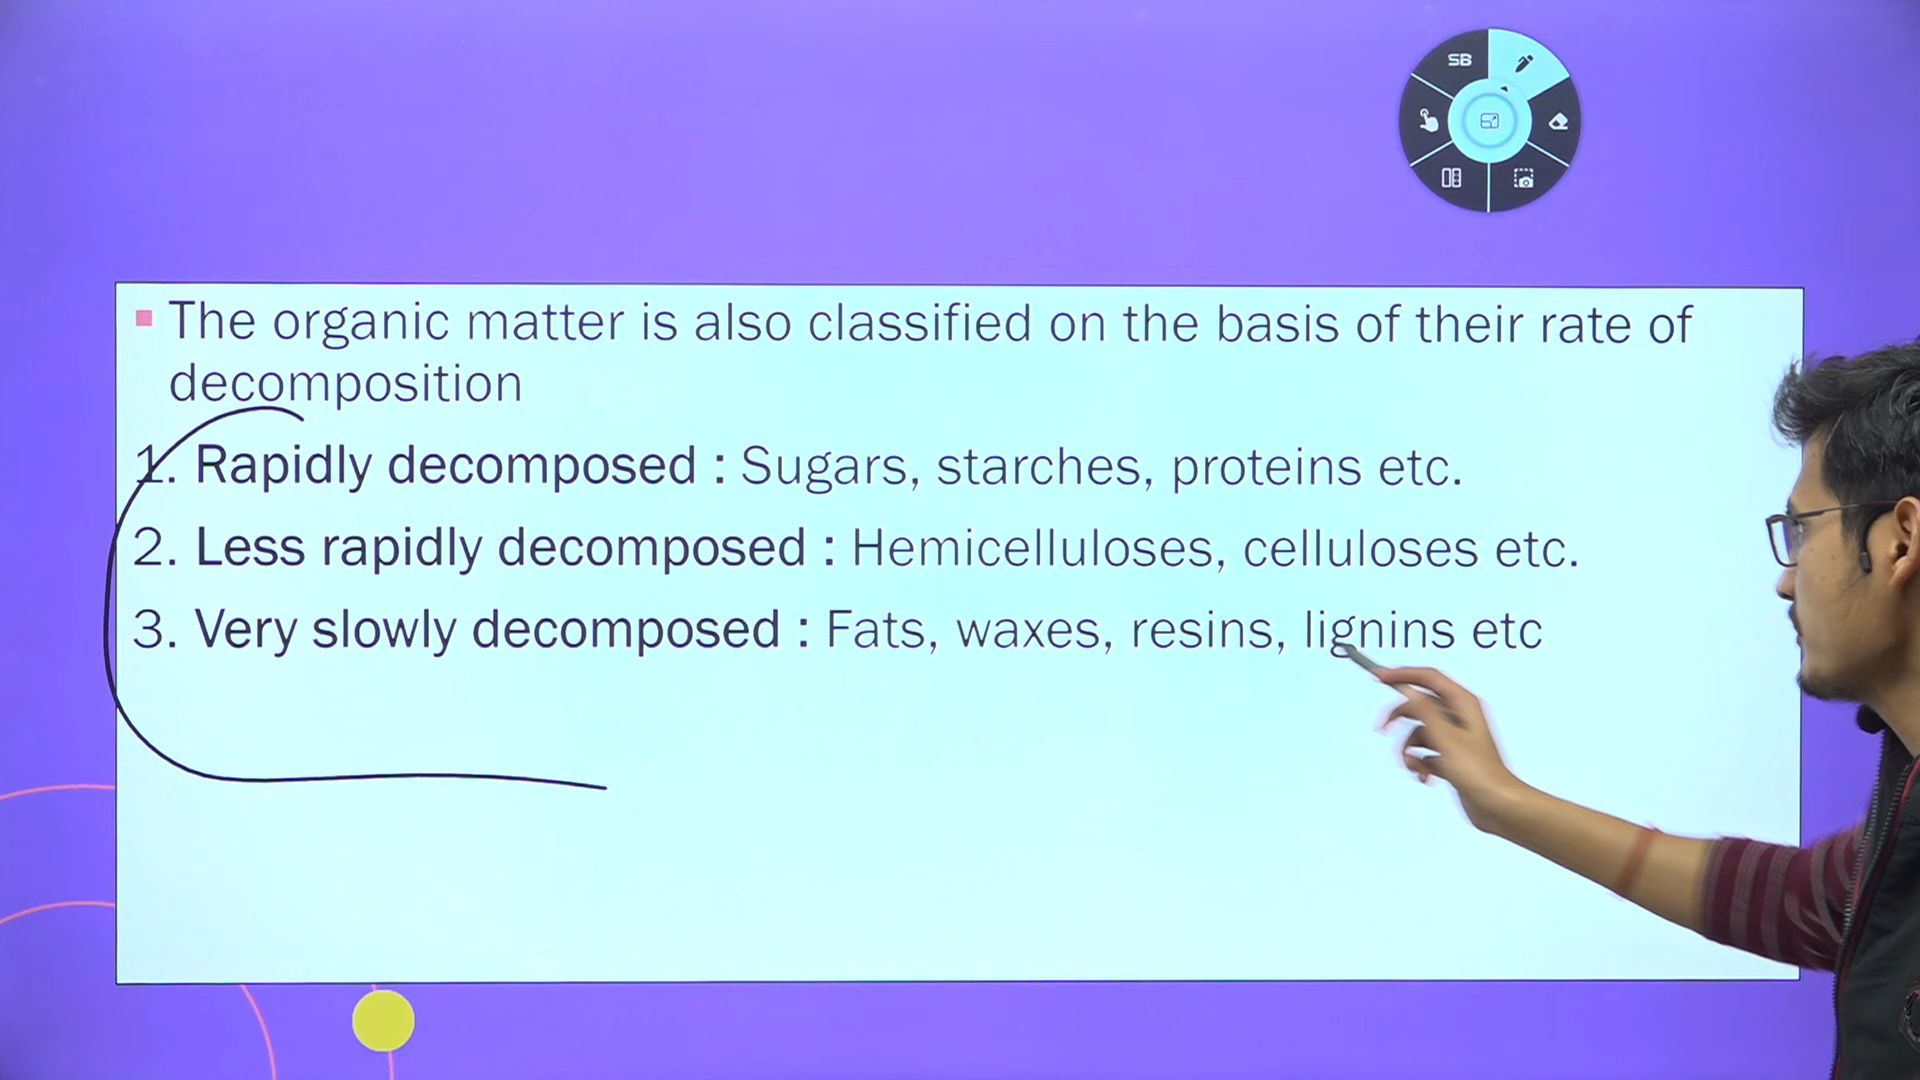 SB
▪ The organic matter is also classified on the basis of their rate of
decomposition
1. Rapidly decomposed : Sugars, starches, proteins etc.
2. Less rapidly decomposed : Hemicelluloses, celluloses etc.
3. Very slowly decomposed : Fats, waxes, resins, lignins etc